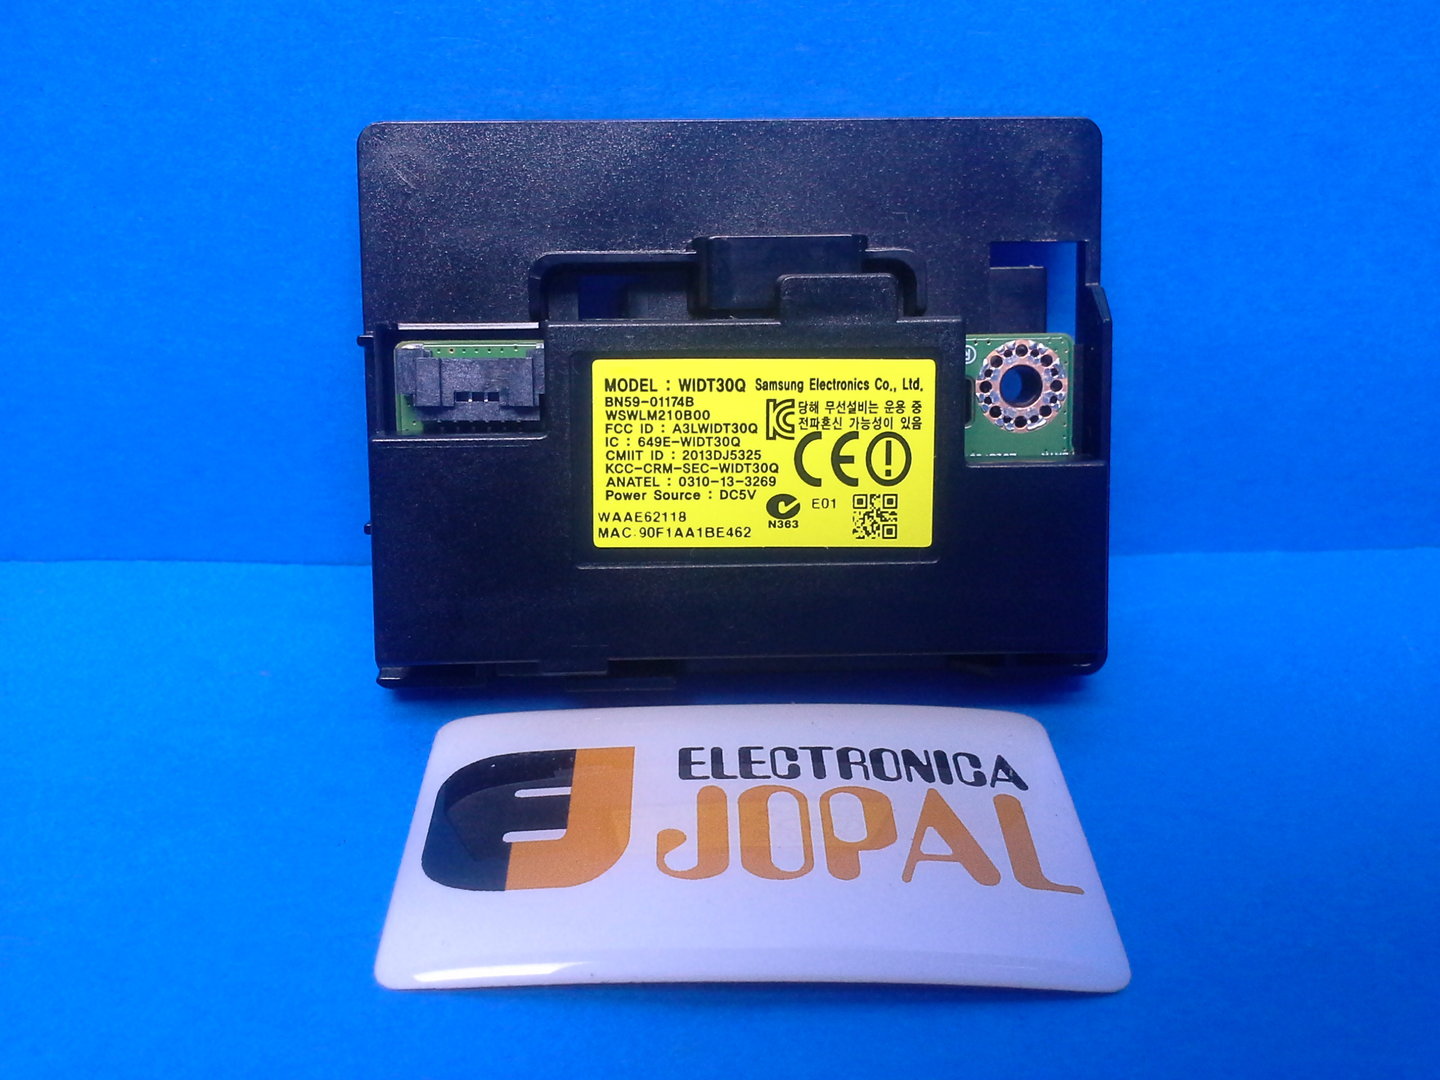 MODEL : WIDT30Q Samsung Electronics Co., Ltd.
BN59-01174B
WSWLM210B00
FCC ID : A3LWIDT30Q
IC : 649E-WIDT30Q
CMIIT ID : 2013DJ5325
KCC-CRM-SEC-WIDT30Q
ANATEL : 0310-13-3269
Power Source : DC5V
당해 무선설비는 운용 중
전파혼신 가능성이 있음
CE
N363
E01
WAAE62118
MAC:90F1AA1BE462
ELECTRONICA
JOPAL